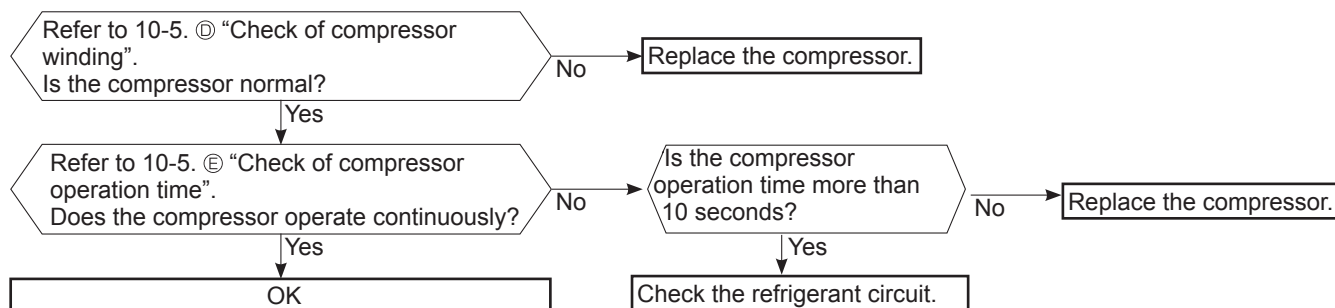 Refer to 10-5. Ⓓ “Check of compressor
winding”.
Is the compressor normal?
No
Replace the compressor.
Yes
Refer to 10-5. Ⓔ “Check of compressor
operation time”.
Does the compressor operate continuously?
No
Is the compressor
operation time more than
10 seconds?
No
Replace the compressor.
Yes
OK
Yes
Check the refrigerant circuit.